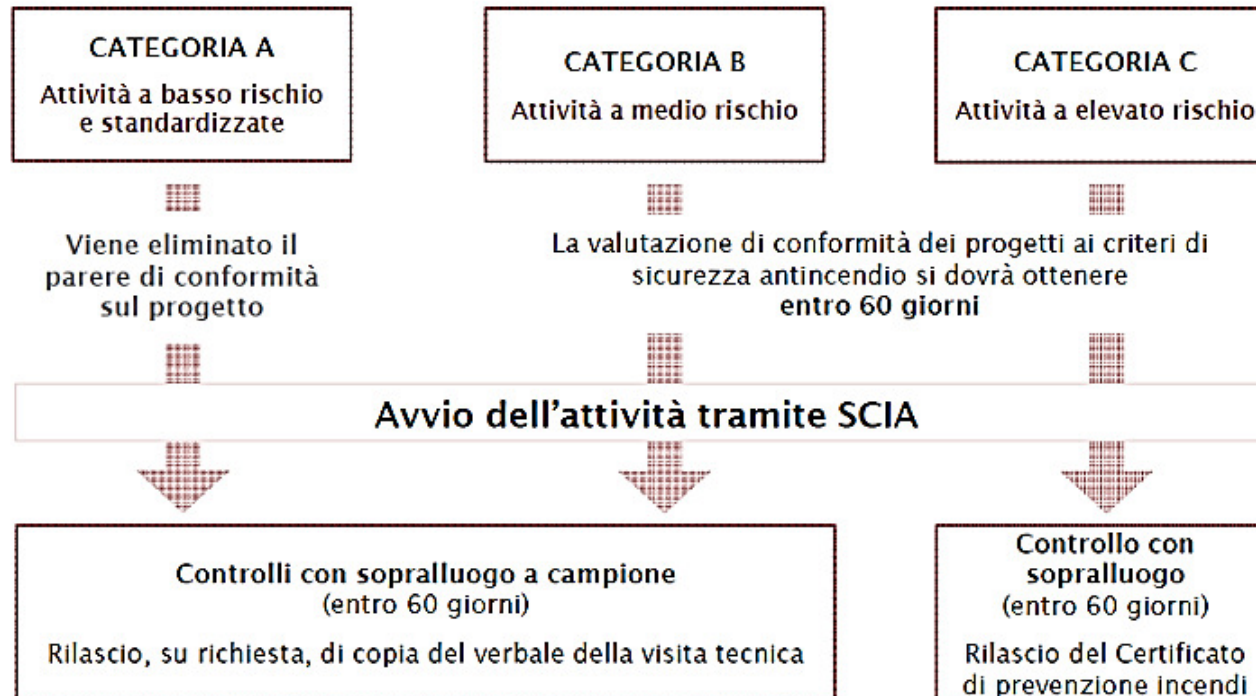 CATEGORIA A
Attività a basso rischio
e standardizzate
CATEGORIA B
Attività a medio rischio
CATEGORIA C
Attività a elevato rischio
Viene eliminato il
parere di conformità
sul progetto
La valutazione di conformità dei progetti ai criteri di
sicurezza antincendio si dovrà ottenere
entro 60 giorni
Avvio dell'attività tramite SCIA
Controlli con sopralluogo a campione
(entro 60 giorni)
Rilascio, su richiesta, di copia del verbale della visita tecnica
Controllo con
sopralluogo
(entro 60 giorni)
Rilascio del Certificato
di prevenzione incendi